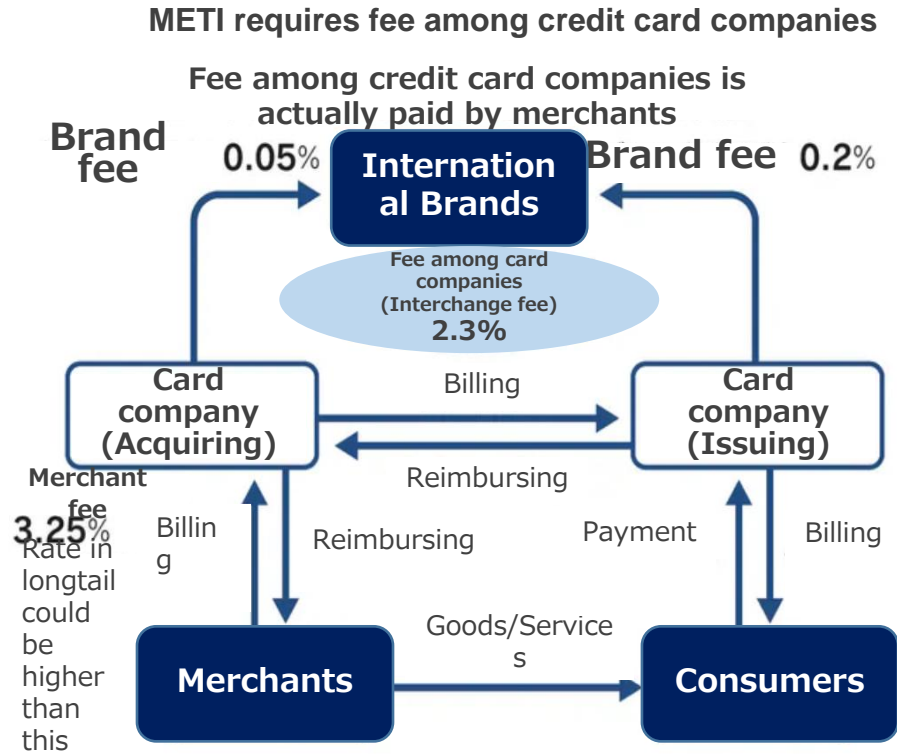 METI requires fee among credit card companies
Fee among credit card companies is
actually paid by merchants
Brand
fee
0.05%
Internation
al Brands
Brand fee
0.2%
Fee among card
companies
(Interchange fee)
2.3%
Card
company
(Acquiring)
Billing
Card
company
(Issuing)
Reimbursing
Merchant
fee
3.25%
Rate in
longtail
could
be
higher
than
this
Billin
g
Reimbursing
Payment
Billing
Goods/Service
s
Merchants
Consumers